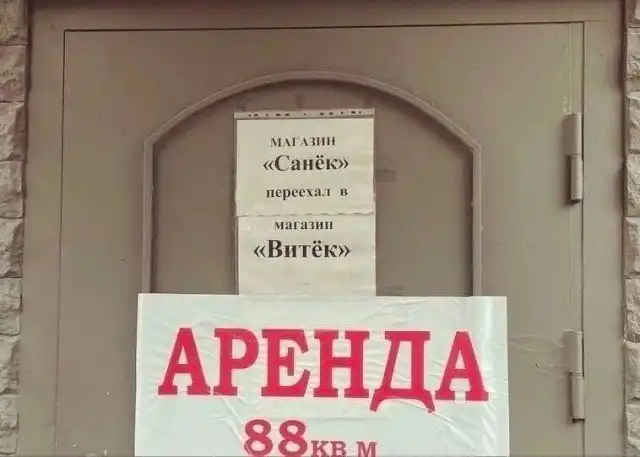 МАГАЗИН
«Санёк»
переехал в
магазин
«Витёк»
АРЕНДА
88кв м